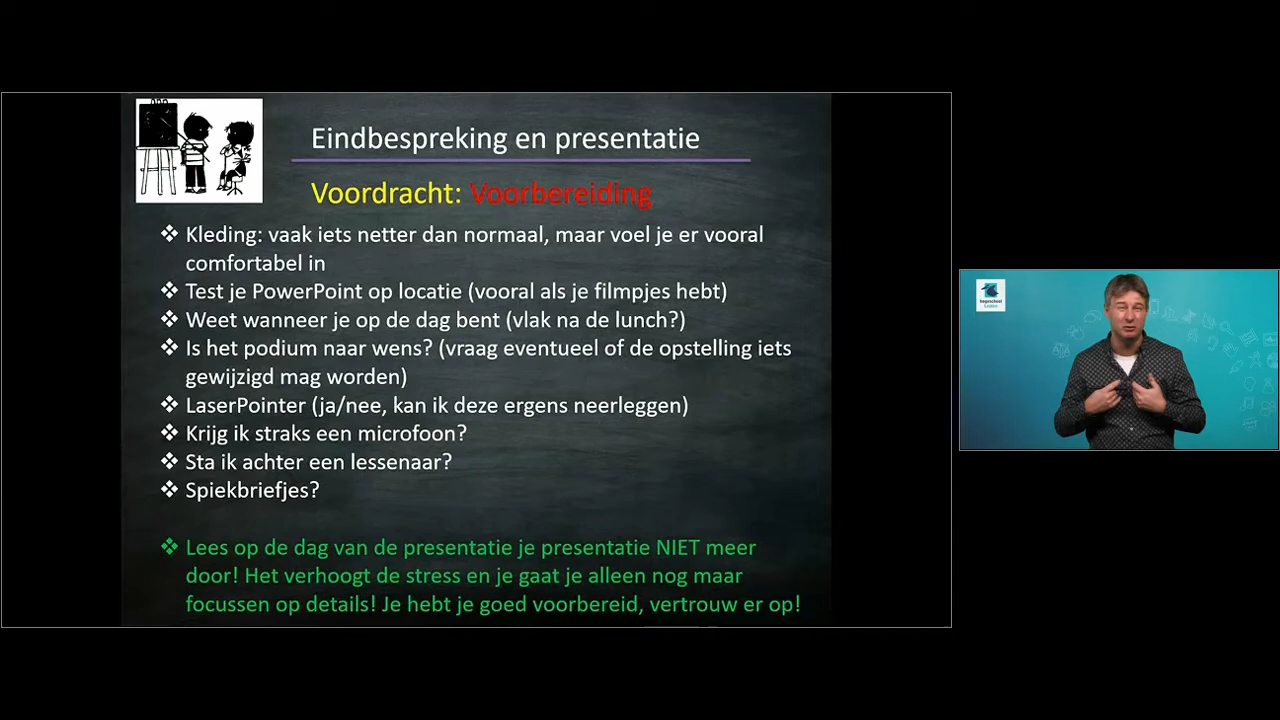 Eindbespreking en presentatie
Voordracht: Voorbereiding
❖ Kleding: vaak iets netter dan normaal, maar voel je er vooral
comfortabel in
❖ Test je PowerPoint op locatie (vooral als je filmpjes hebt)
❖ Weet wanneer je op de dag bent (vlak na de lunch?)
❖ Is het podium naar wens? (vraag eventueel of de opstelling iets
gewijzigd mag worden)
❖ LaserPointer (ja/nee, kan ik deze ergens neerleggen)
❖ Krijg ik straks een microfoon?
❖ Sta ik achter een lessenaar?
❖ Spiekbriefjes?
❖ Lees op de dag van de presentatie je presentatie NIET meer
door! Het verhoogt de stress en je gaat je alleen nog maar
focussen op details! Je hebt je goed voorbereid, vertrouw er op!
hogeschool
Leiden